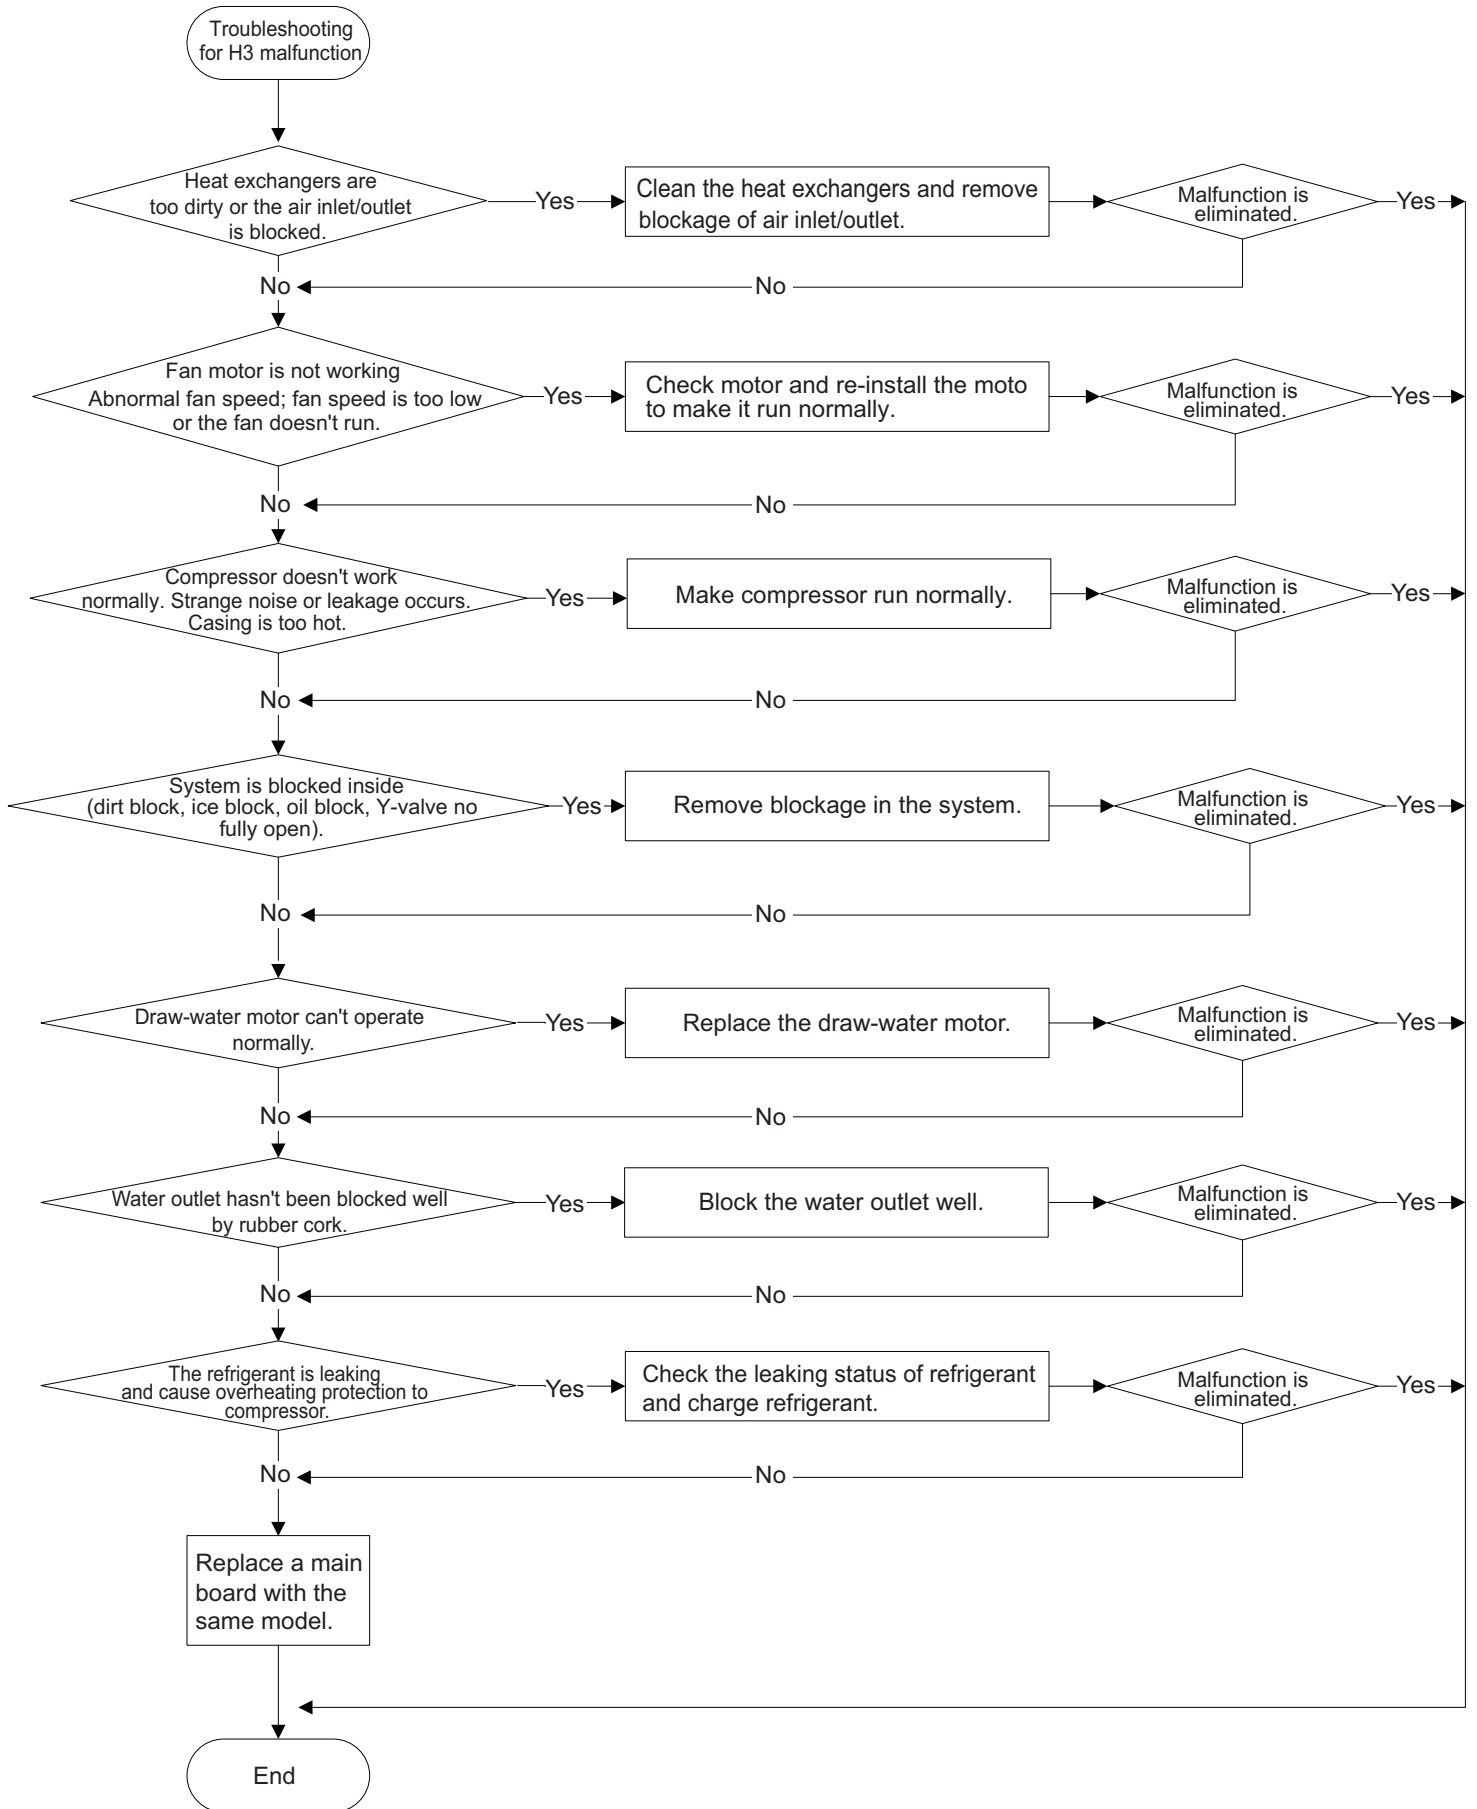 Troubleshooting
for H3 malfunction
Heat exchangers are
too dirty or the air inlet/outlet
is blocked.
Yes
Clean the heat exchangers and remove
blockage of air inlet/outlet.
Malfunction is
eliminated.
Yes
No
No
Fan motor is not working
Abnormal fan speed; fan speed is too low
or the fan doesn't run.
Yes
Check motor and re-install the moto
to make it run normally.
Malfunction is
eliminated.
Yes
No
No
Compressor doesn't work
normally. Strange noise or leakage occurs.
Casing is too hot.
Yes
Make compressor run normally.
Malfunction is
eliminated.
Yes
No
No
System is blocked inside
(dirt block, ice block, oil block, Y-valve no
fully open).
Yes
Remove blockage in the system.
Malfunction is
eliminated.
Yes
No
No
Draw-water motor can't operate
normally.
Yes
Replace the draw-water motor.
Malfunction is
eliminated.
Yes
No
No
Water outlet hasn't been blocked well
by rubber cork.
Yes
Block the water outlet well.
Malfunction is
eliminated.
Yes
No
No
The refrigerant is leaking
and cause overheating protection to
compressor.
Yes
Check the leaking status of refrigerant
and charge refrigerant.
Malfunction is
eliminated.
Yes
No
No
Replace a main
board with the
same model.
End